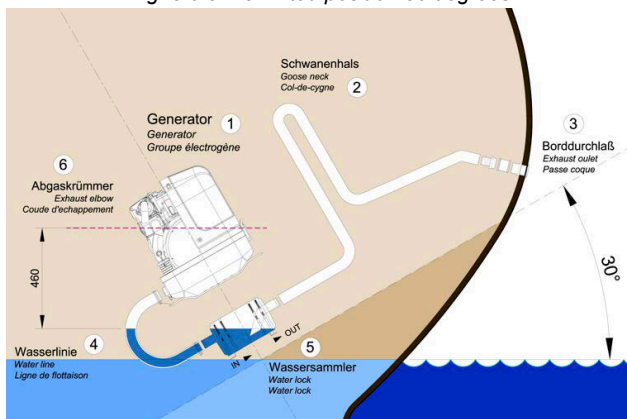 Schwanenhals
Goose neck
Col-de-cygne
2
Generator
Generator
Groupe électrogène
1
3
Borddurchlaß
Exhaust oulet
Passe coque
6
Abgaskrümmer
Exhaust elbow
Coude d'echappement
460
30°
Wasserlinie
Water line
Ligne de flottaison
4
IN
OUT
5
Wassersammler
Water lock
Water lock